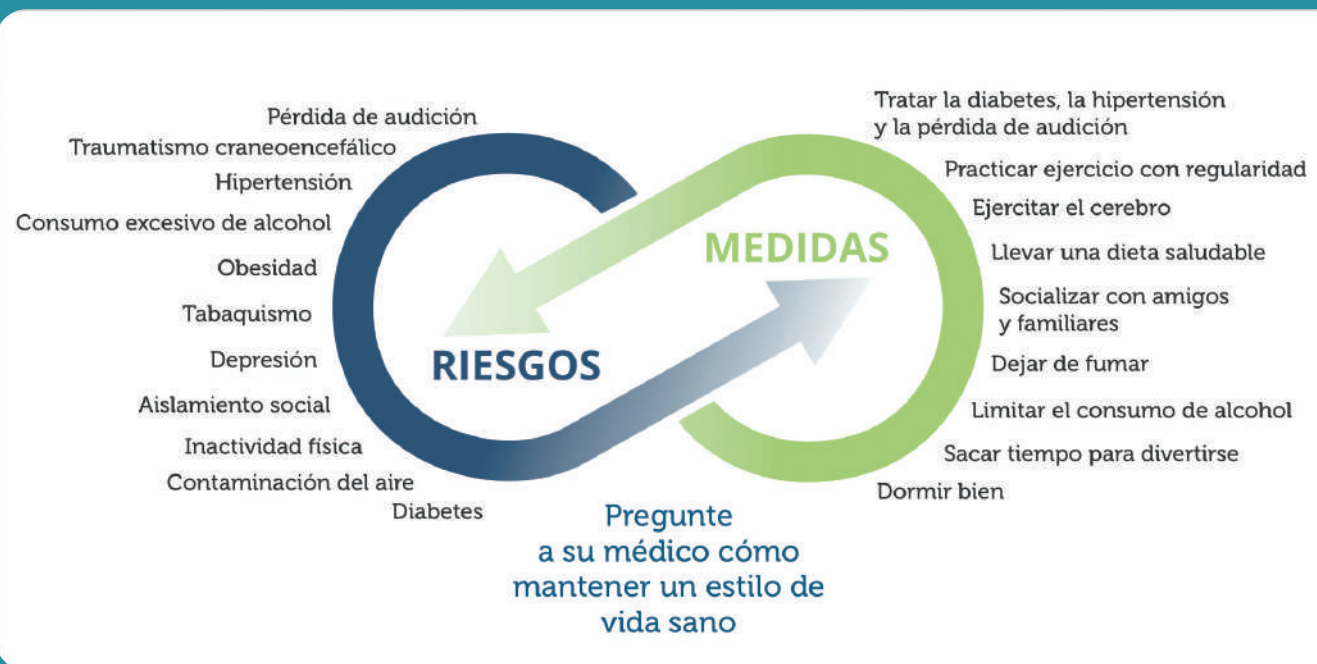 Pérdida de audición
Traumatismo craneoencefálico
Hipertensión
Consumo excesivo de alcohol
Obesidad
Tabaquismo
Depresión
Aislamiento social
Inactividad física
Contaminación del aire
Diabetes
RIESGOS
MEDIDAS
Tratar la diabetes, la hipertensión
y la pérdida de audición
Practicar ejercicio con regularidad
Ejercitar el cerebro
Llevar una dieta saludable
Socializar con amigos
y familiares
Dejar de fumar
Limitar el consumo de alcohol
Sacar tiempo para divertirse
Dormir bien
Pregunte
a su médico cómo
mantener un estilo de
vida sano